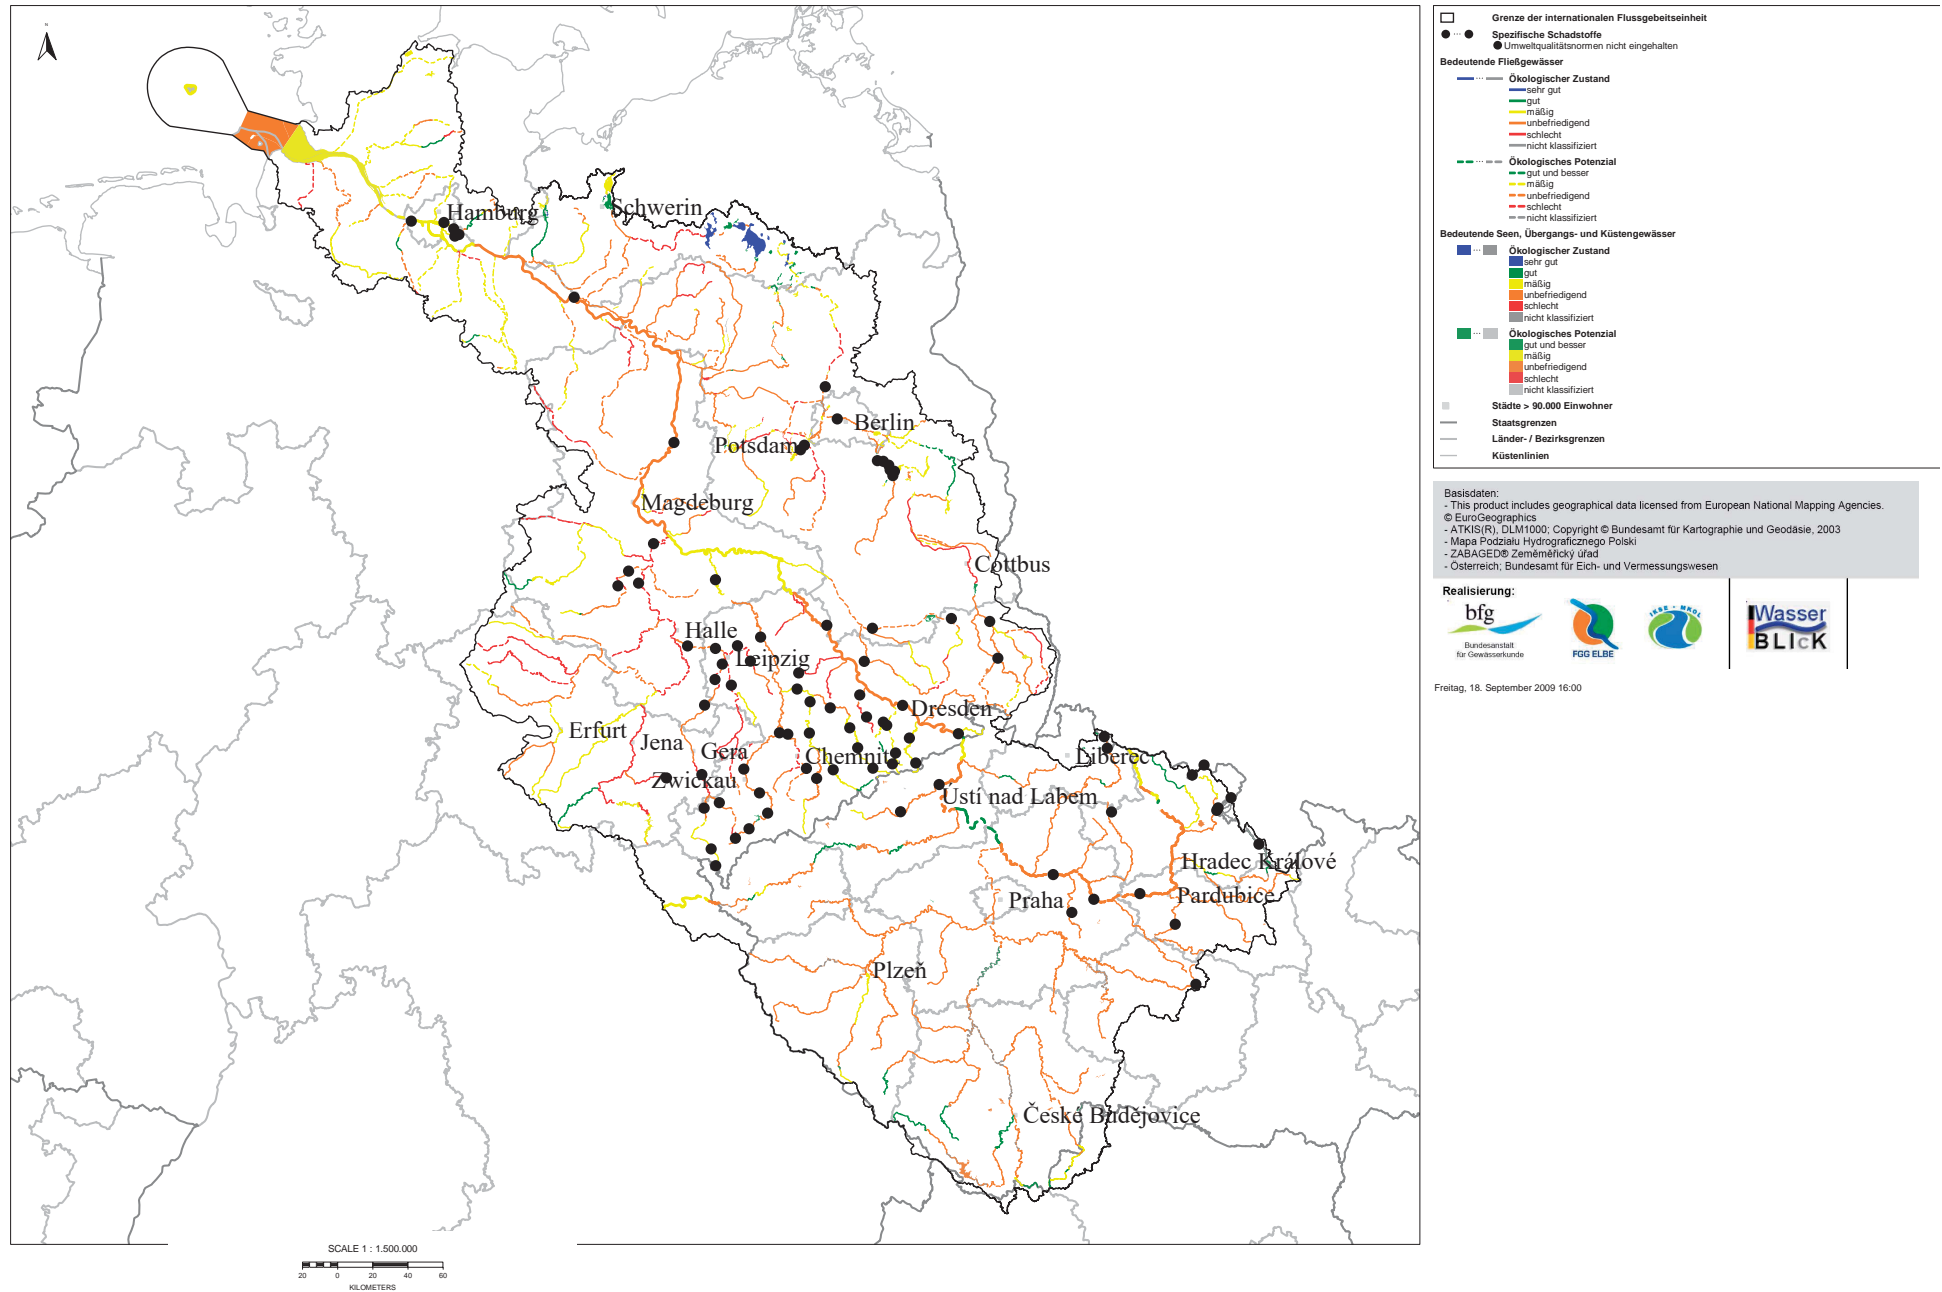 N
Hamburg
Schwerin
Berlin
Potsdam
Magdeburg
Cottbus
Halle
Leipzig
Dresden
Erfurt
Jena
Gera
Chemnitz
Zwickau
Liberec
Ústí nad Labem
Hradec Králové
Praha
Pardubice
Plzeň
České Budějovice
SCALE 1 : 1.500.000
20 0 20 40 60
KILOMETERS
Grenze der internationalen Flussgebeitseinheit
Spezifische Schadstoffe
Umweltqualitätsnormen nicht eingehalten
Bedeutende Fließgewässer
Ökologischer Zustand
sehr gut
gut
mäßig
unbefriedigend
schlecht
nicht klassifiziert
Ökologisches Potenzial
gut und besser
mäßig
unbefriedigend
schlecht
nicht klassifiziert
Bedeutende Seen, Übergangs- und Küstengewässer
Ökologischer Zustand
sehr gut
gut
mäßig
unbefriedigend
schlecht
nicht klassifiziert
Ökologisches Potenzial
gut und besser
mäßig
unbefriedigend
schlecht
nicht klassifiziert
Städte > 90.000 Einwohner
Staatsgrenzen
Länder- / Bezirksgrenzen
Küstenlinien
Basisdaten:
- This product includes geographical data licensed from European National Mapping Agencies.
© EuroGeographics
- ATKIS(R), DLM1000; Copyright © Bundesamt für Kartographie und Geodäsie, 2003
- Mapa Podziału Hydrograficznego Polski
- ZABAGED® Zeměměřický úřad
- Österreich; Bundesamt für Eich- und Vermessungswesen
Realisierung:
bfg
Bundesanstalt
für Gewässerkunde
FGG ELBE
IKSE - MKOL
Wasser
BLIcK
Freitag, 18. September 2009 16:00